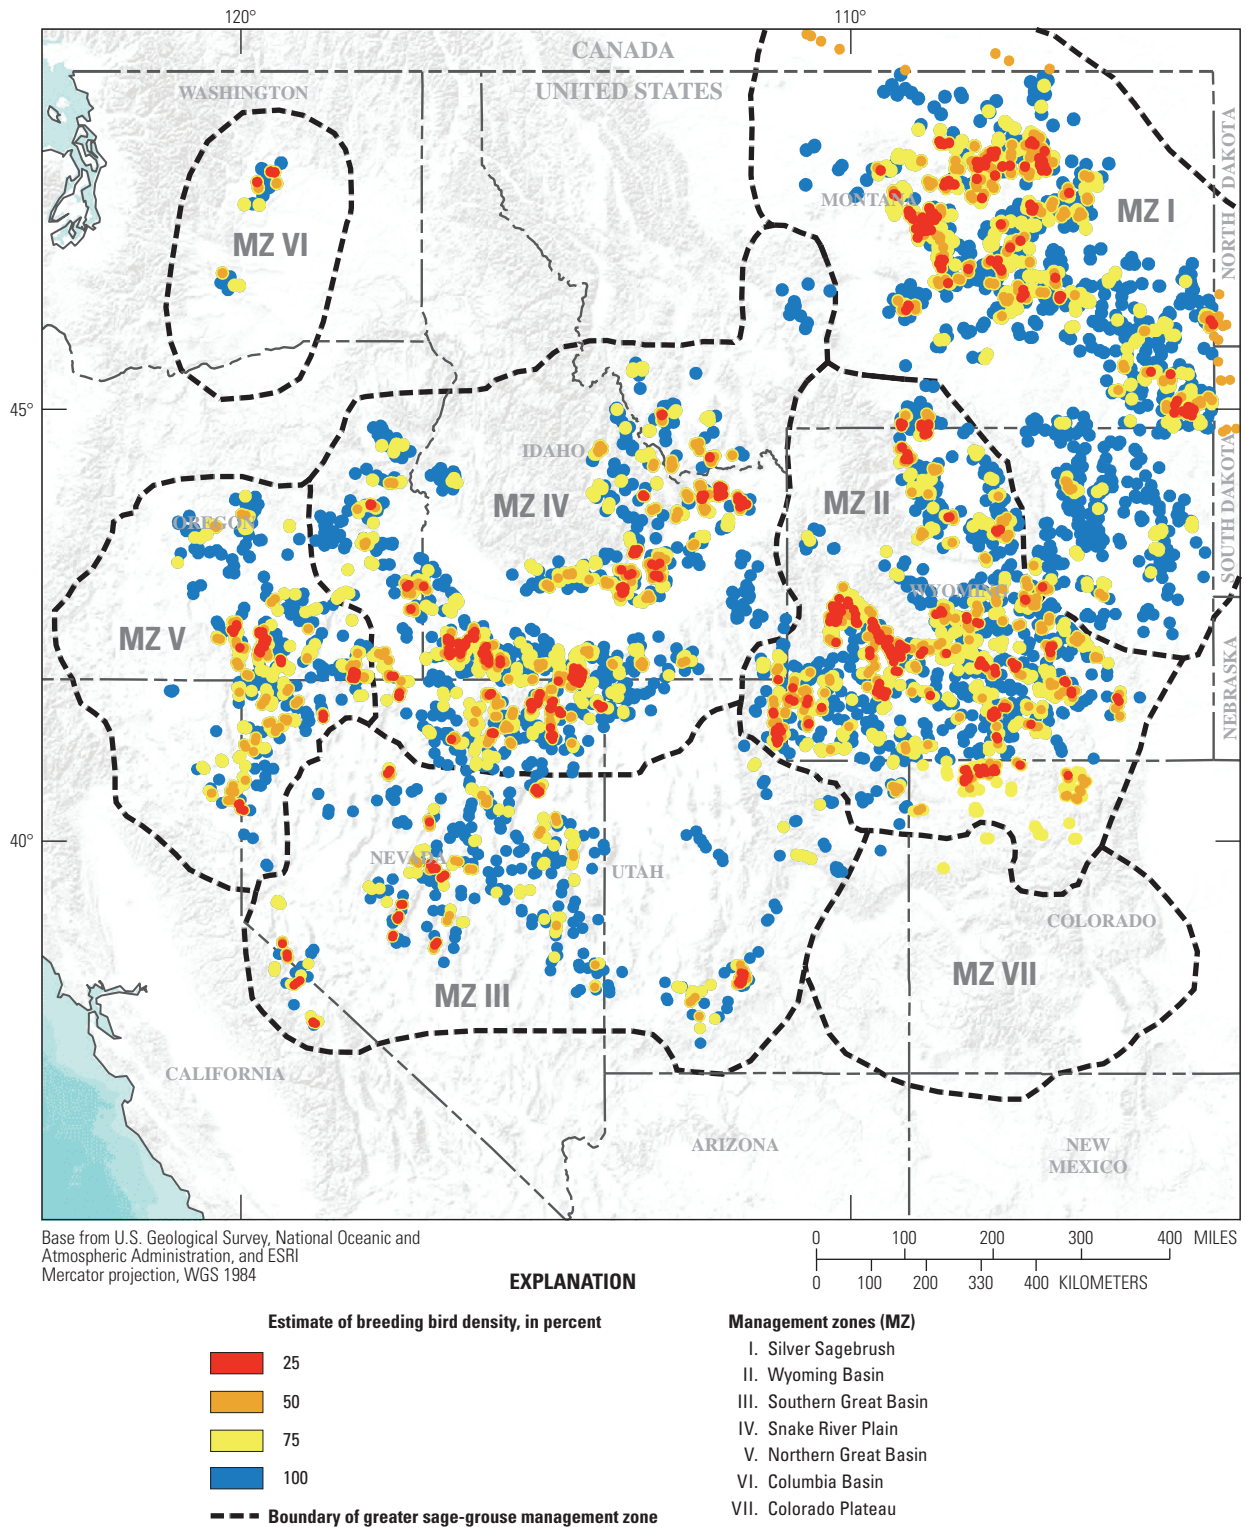 120°
110°
CANADA
WASHINGTON
UNITED STATES
NORTH DAKOTA
MONTANA
MZ I
MZ VI
45°
IDAHO
MZ IV
MZ II
OREGON
SOUTH DAKOTA
WYOMING
MZ V
NEBRASKA
40°
NEVADA
UTAH
COLORADO
MZ III
MZ VII
CALIFORNIA
ARIZONA
NEW
MEXICO
Base from U.S. Geological Survey, National Oceanic and
Atmospheric Administration, and ESRI
Mercator projection, WGS 1984
0 100 200 300 400 MILES
0 100 200 330 400 KILOMETERS
EXPLANATION
Estimate of breeding bird density, in percent
25
50
75
100
Boundary of greater sage-grouse management zone
Management zones (MZ)
I. Silver Sagebrush
II. Wyoming Basin
III. Southern Great Basin
IV. Snake River Plain
V. Northern Great Basin
VI. Columbia Basin
VII. Colorado Plateau